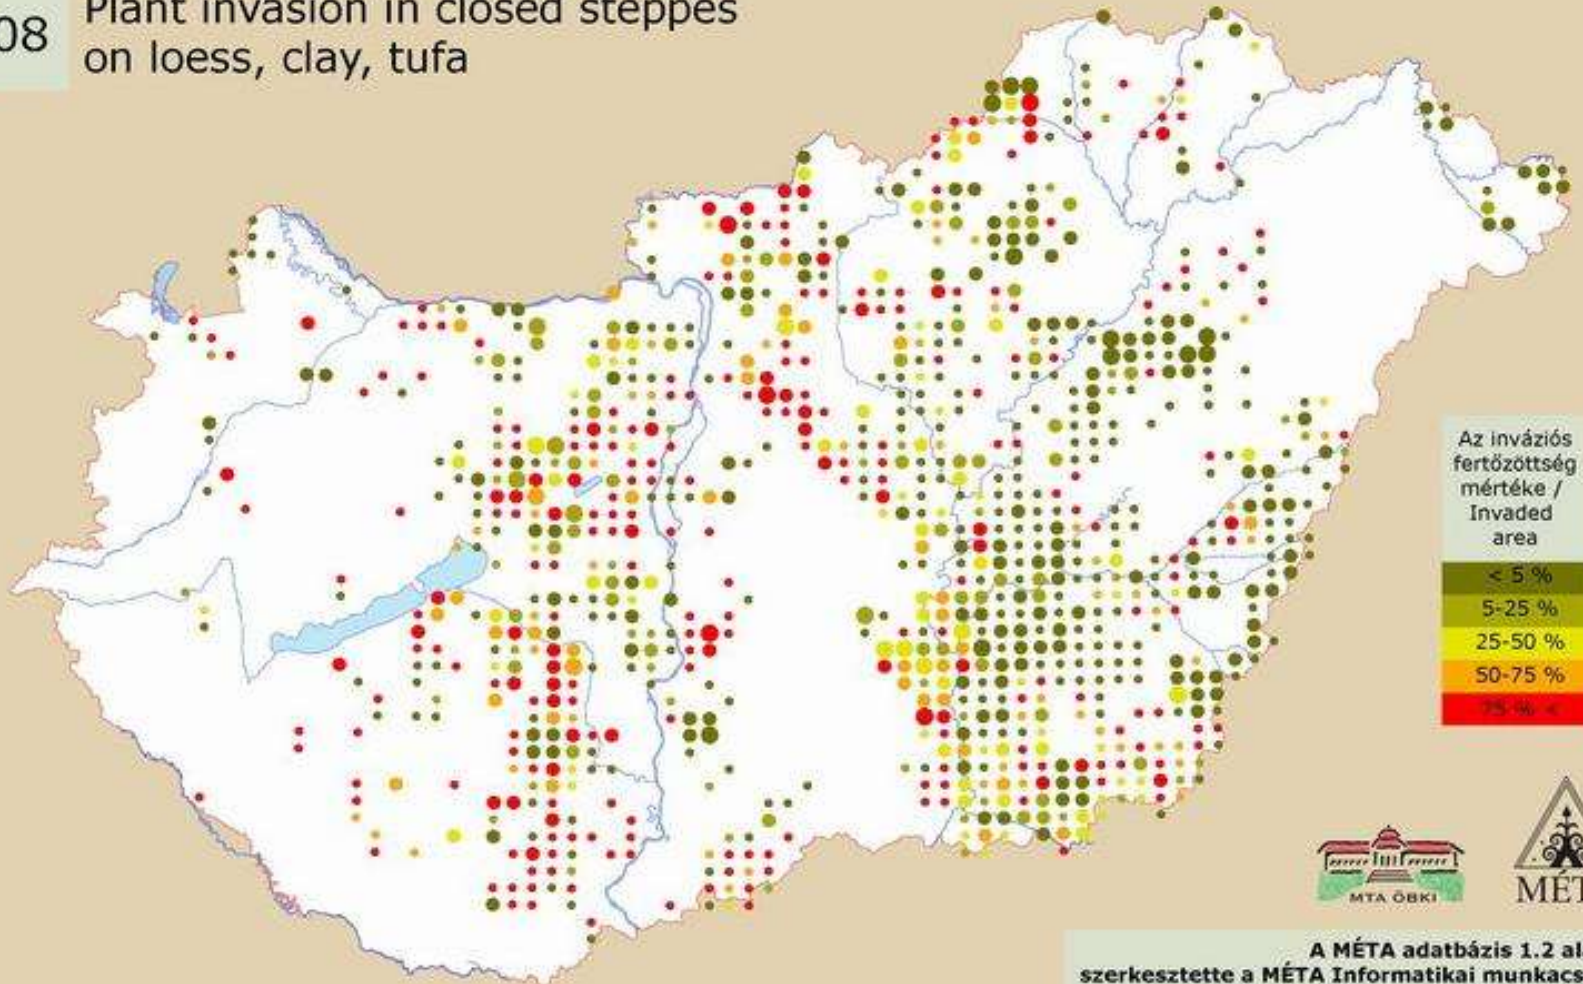 08
Plant invasion in closed steppes
on loess, clay, tufa
Az inváziós
fertőzöttség
mértéke /
Invaded
area
< 5 %
5-25 %
25-50 %
50-75 %
75 % <
MTA ÖBKI
MÉT
A MÉTA adatbázis 1.2 al
szerkesztette a MÉTA Informatikai munkacs